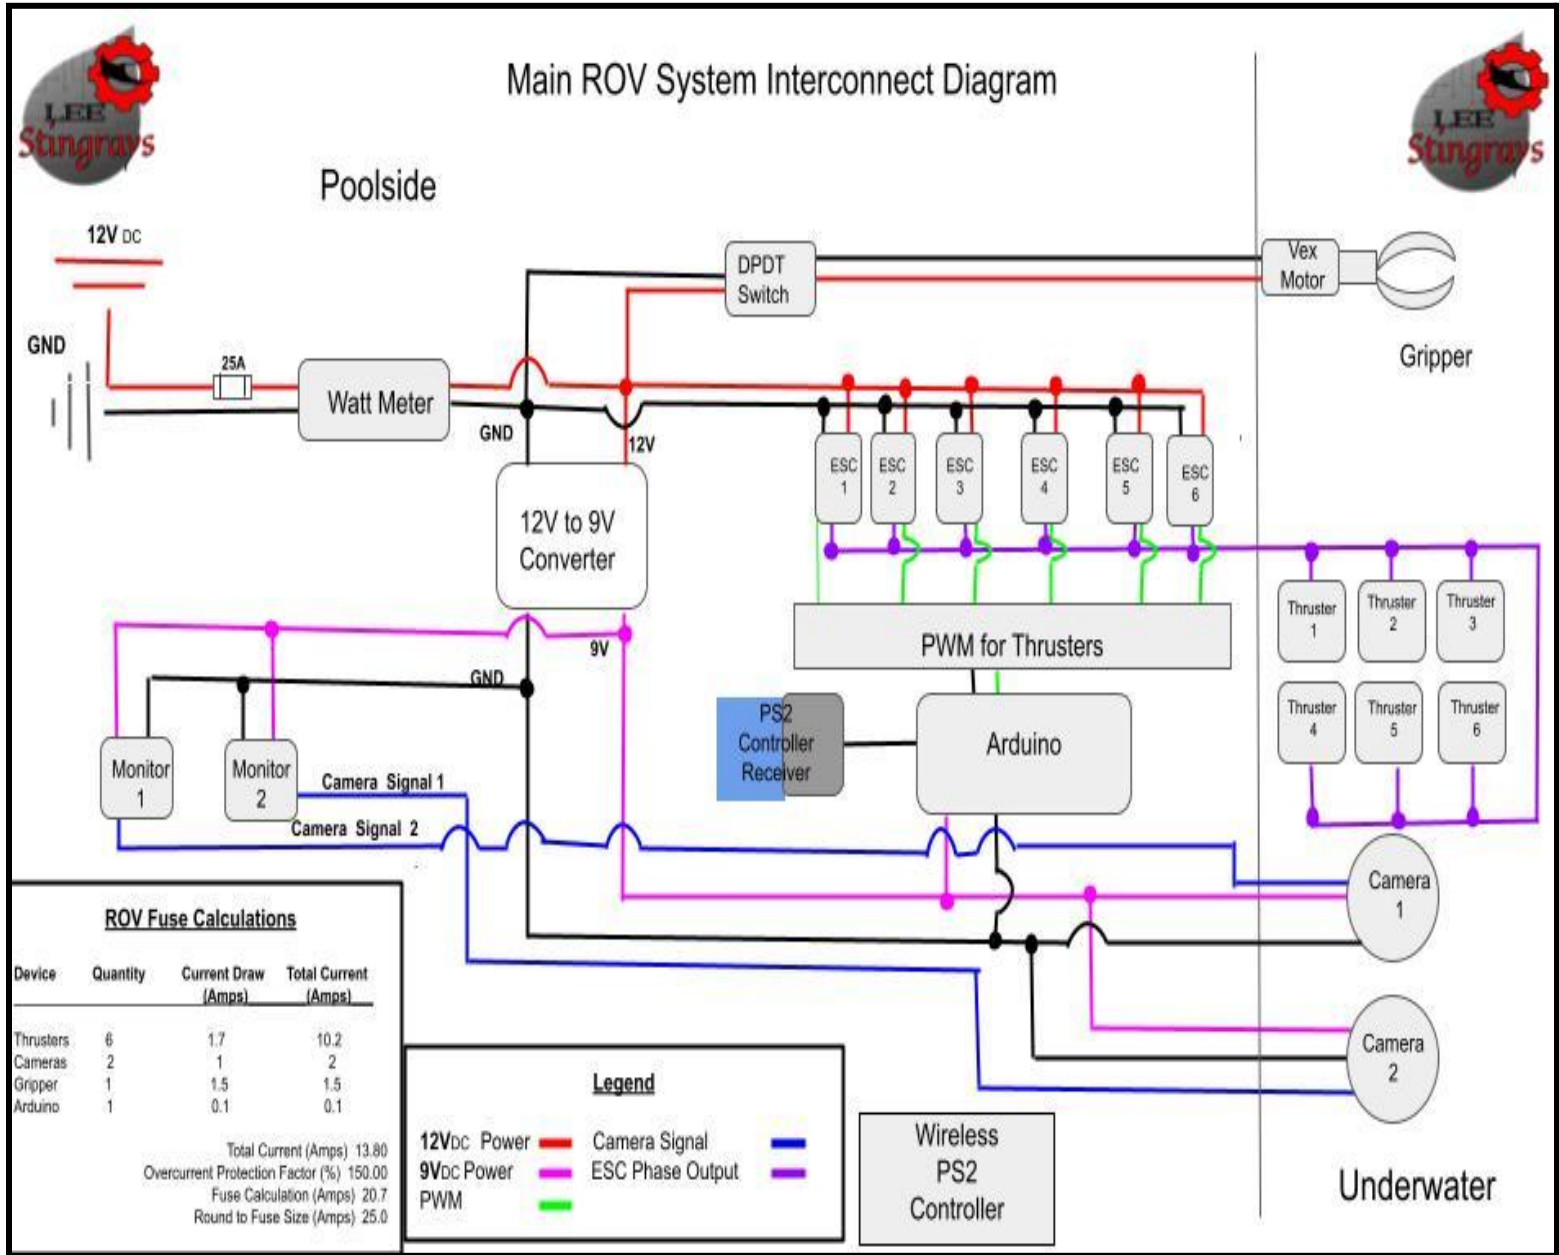 LEE
Stingrays
Main ROV System Interconnect Diagram
LEE
Stingrays
Poolside
12V DC
GND
25A
Watt Meter
DPDT
Switch
Vex
Motor
Gripper
GND
12V
12V to 9V
Converter
ESC
1
ESC
2
ESC
3
ESC
4
ESC
5
ESC
6
9V
GND
PWM for Thrusters
Thruster
1
Thruster
2
Thruster
3
Thruster
4
Thruster
5
Thruster
6
PS2
Controller
Receiver
Arduino
Monitor
1
Monitor
2
Camera Signal 1
Camera Signal 2
Camera
1
Camera
2
ROV Fuse Calculations
Device Quantity Current Draw (Amps) Total Current (Amps)
Thrusters 6 1.7 10.2
Cameras 2 1 2
Gripper 1 1.5 1.5
Arduino 1 0.1 0.1
Total Current (Amps) 13.80
Overcurrent Protection Factor (%) 150.00
Fuse Calculation (Amps) 20.7
Round to Fuse Size (Amps) 25.0
Legend
12VDC Power Camera Signal
9VDC Power ESC Phase Output
PWM
Wireless
PS2
Controller
Underwater